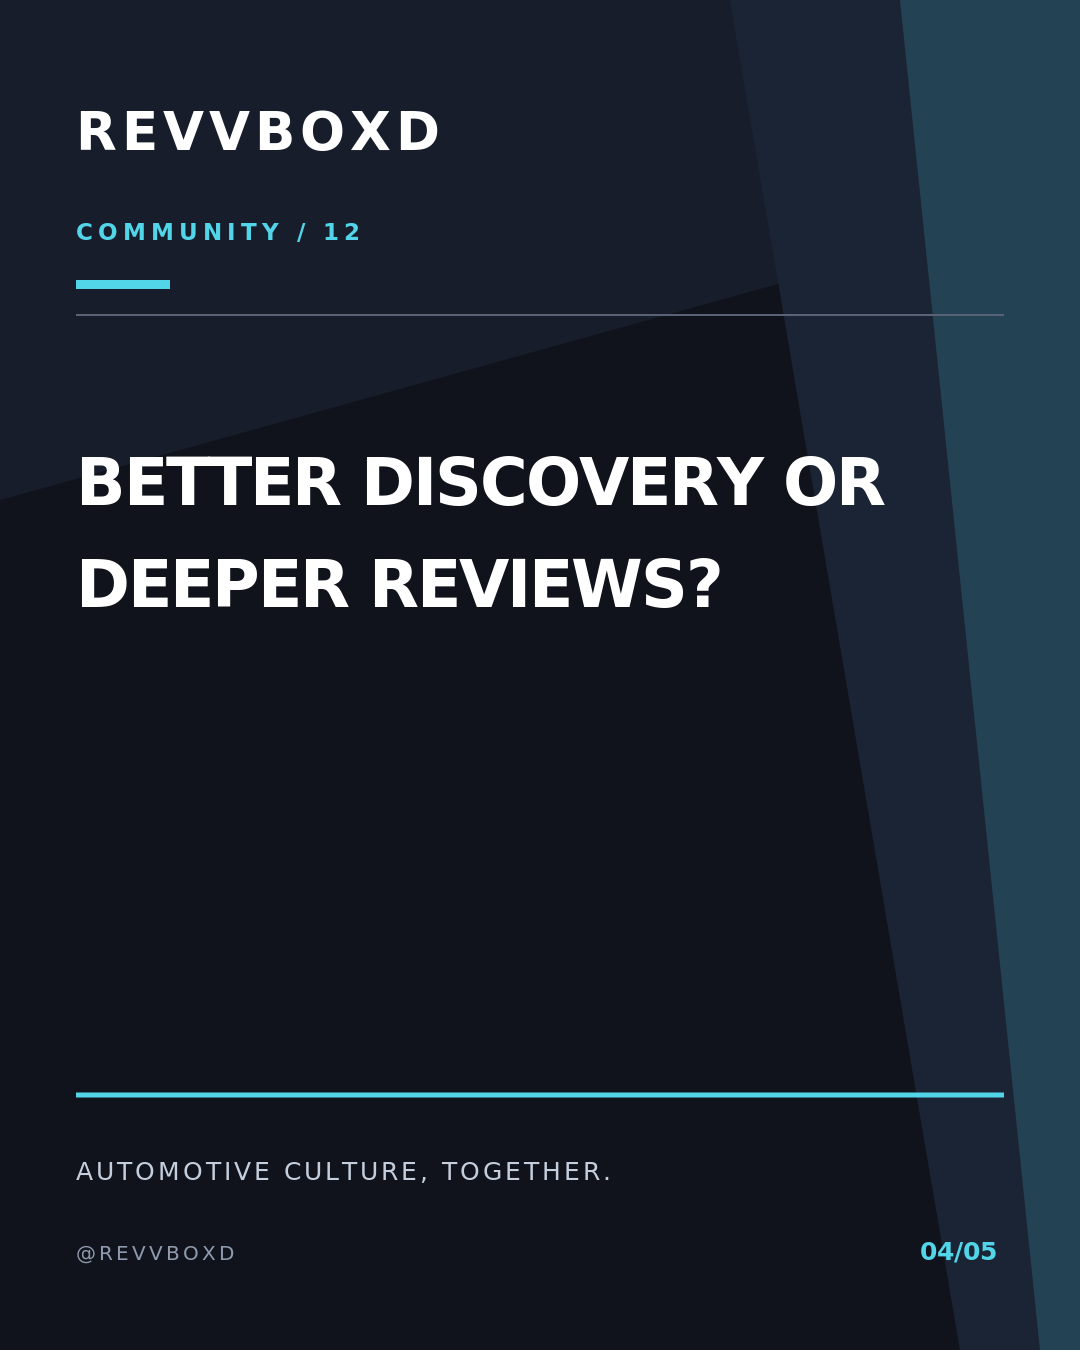 REVVBOXD
COMMUNITY / 12
BETTER DISCOVERY OR
DEEPER REVIEWS?
AUTOMOTIVE CULTURE, TOGETHER.
@REVVBOXD
04/05